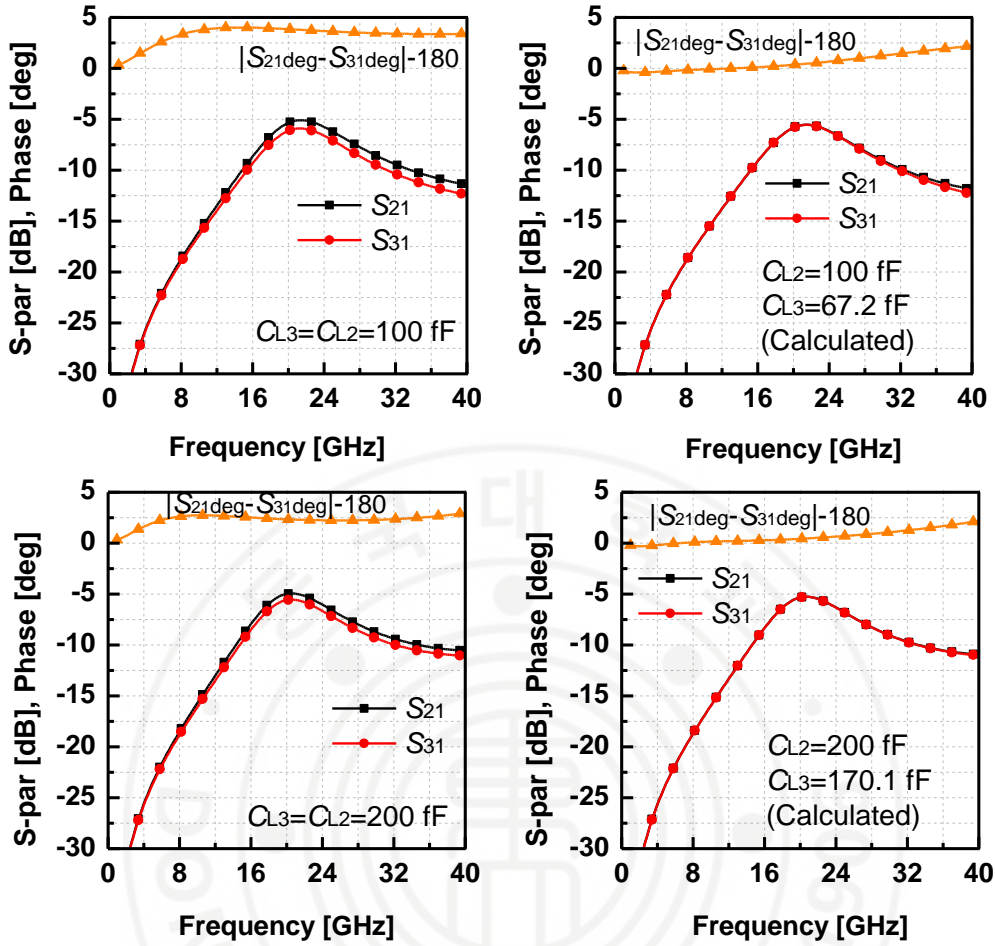 5
0
-5
-10
-15
-20
-25
-30
S-par [dB], Phase [deg]
|S21deg-S31deg|-180
S21
S31
CL3=CL2=100 fF
0 8 16 24 32 40
Frequency [GHz]
5
0
-5
-10
-15
-20
-25
-30
S-par [dB], Phase [deg]
|S21deg-S31deg|-180
S21
S31
CL2=100 fF
CL3=67.2 fF
(Calculated)
0 8 16 24 32 40
Frequency [GHz]
5
0
-5
-10
-15
-20
-25
-30
S-par [dB], Phase [deg]
|S21deg-S31deg|-180
S21
S31
CL3=CL2=200 fF
0 8 16 24 32 40
Frequency [GHz]
5
0
-5
-10
-15
-20
-25
-30
S-par [dB], Phase [deg]
|S21deg-S31deg|-180
S21
S31
CL2=200 fF
CL3=170.1 fF
(Calculated)
0 8 16 24 32 40
Frequency [GHz]